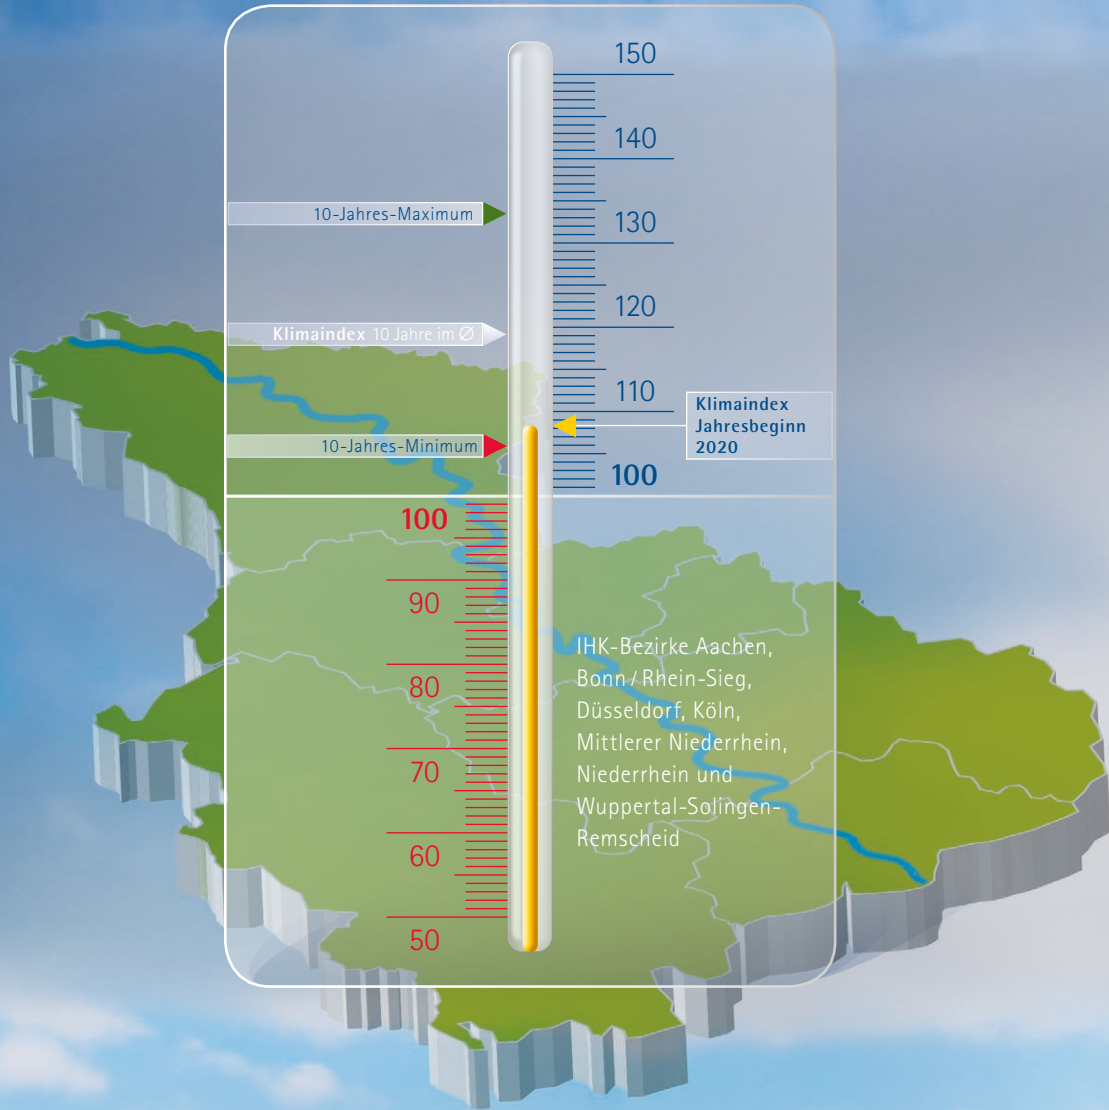 150
140
10-Jahres-Maximum
130
120
Klimaindex 10 Jahre im Ø
110
Klimaindex
Jahresbeginn
2020
10-Jahres-Minimum
100
100
90
80
70
60
50
IHK-Bezirke Aachen,
Bonn/Rhein-Sieg,
Düsseldorf, Köln,
Mittlerer Niederrhein,
Niederrhein und
Wuppertal-Solingen-
Remscheid